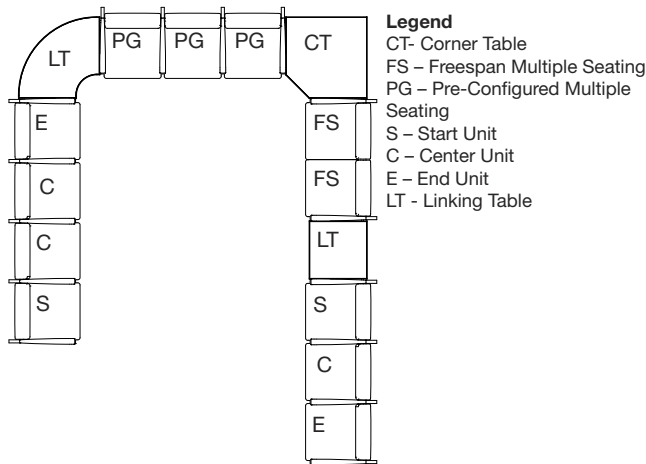 LT
PG PG PG
CT
E
C
C
S
FS
FS
LT
S
C
E
Legend
CT- Corner Table
FS – Freespan Multiple Seating
PG – Pre-Configured Multiple
Seating
S – Start Unit
C – Center Unit
E – End Unit
LT - Linking Table